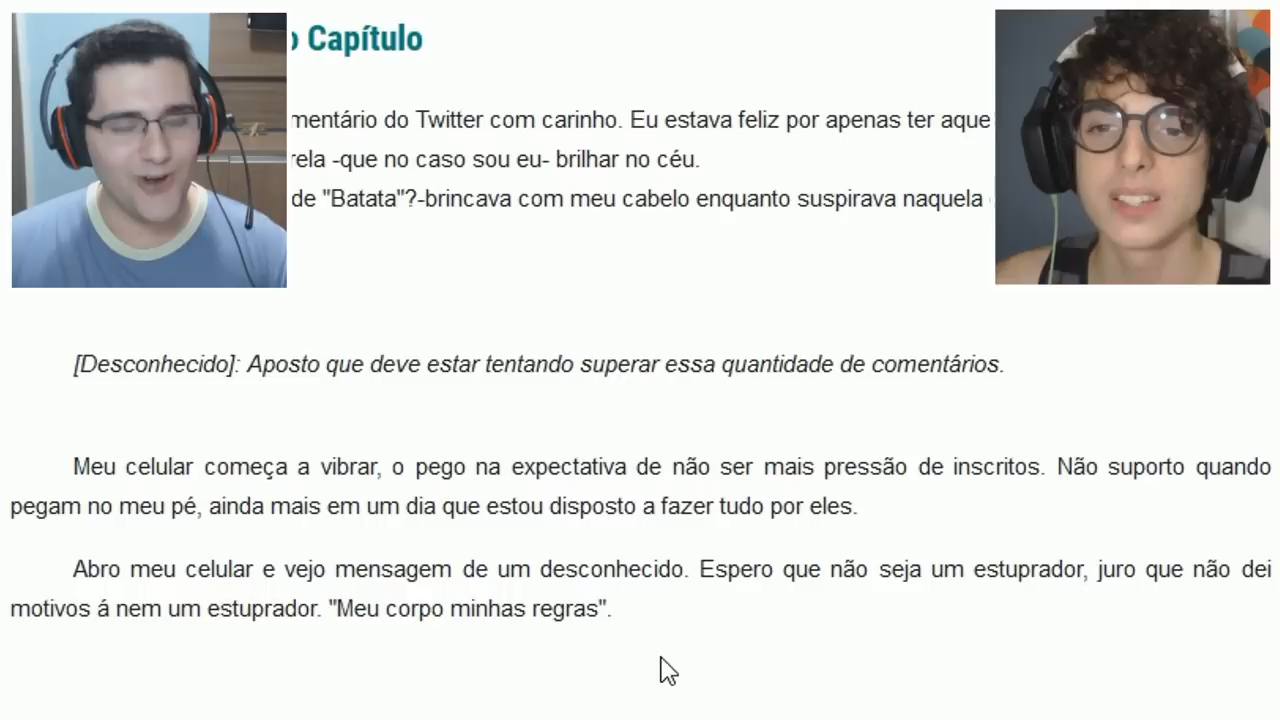 Capítulo
mentário do Twitter com carinho. Eu estava feliz por apenas ter aque
rela -que no caso sou eu- brilhar no céu.
de "Batata"?-brincava com meu cabelo enquanto suspirava naquela
[Desconhecido]: Aposto que deve estar tentando superar essa quantidade de comentários.
Meu celular começa a vibrar, o pego na expectativa de não ser mais pressão de inscritos. Não suporto quando
pegam no meu pé, ainda mais em um dia que estou disposto a fazer tudo por eles.
Abro meu celular e vejo mensagem de um desconhecido. Espero que não seja um estuprador, juro que não dei
motivos á nem um estuprador. "Meu corpo minhas regras".